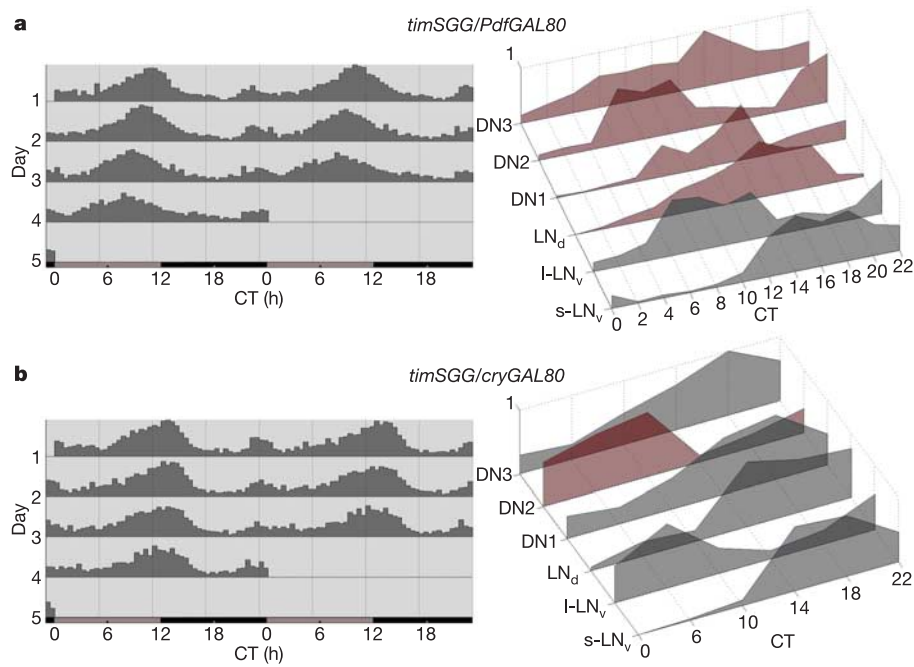 a
timSGG/PdfGAL80
Day
1
2
3
4
5
0 6 12 18 0 6 12 18
CT (h)
1
DN3
DN2
DN1
LNd
l-LNv
s-LNv
0 2 4 6 8 10 12 14 16 18 20 22
CT
b
timSGG/cryGAL80
Day
1
2
3
4
5
0 6 12 18 0 6 12 18
CT (h)
1
DN3
DN2
DN1
LNd
l-LNv
s-LNv
0 6 10 14 18 22
CT